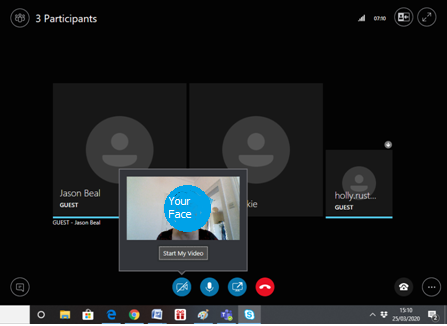 3 Participants
07:10
Jason Beal
GUEST
GUEST - Jason Beal
kie
holly.rust...
GUEST
Your
Face
Start My Video
15:10
25/03/2020